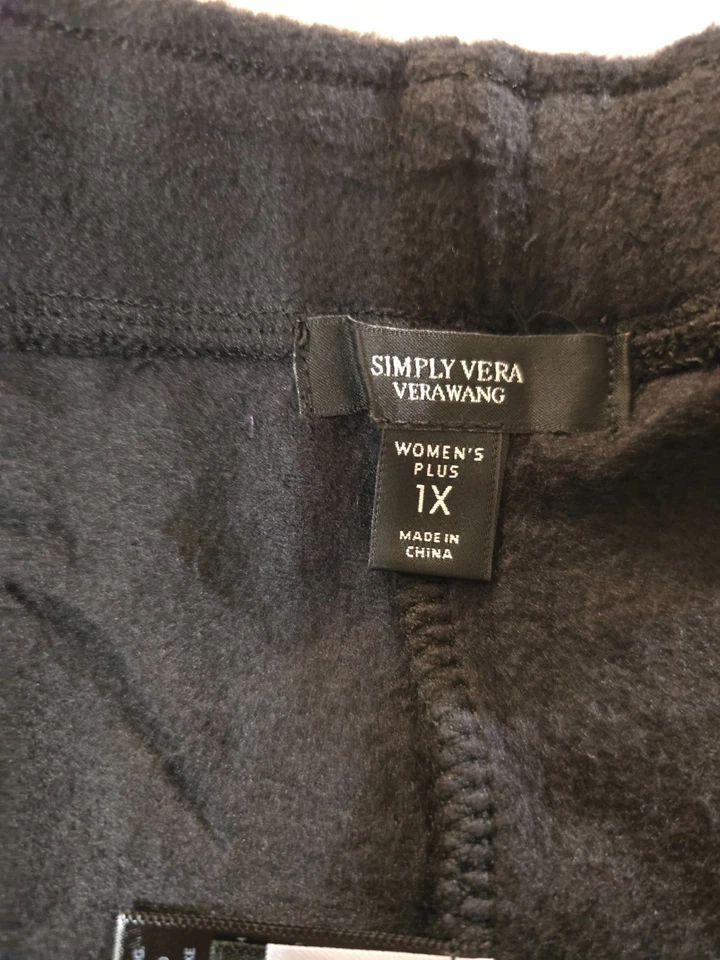 SIMPLY VERA
VERAWANG
WOMEN'S
PLUS
1X
MADE IN
CHINA